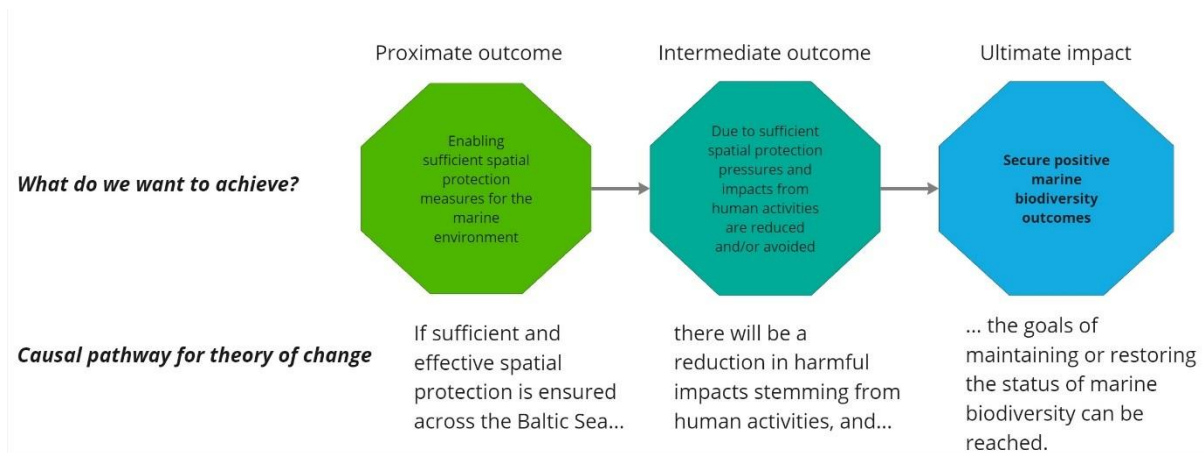 Proximate outcome
Intermediate outcome
Ultimate impact
What do we want to achieve?
Enabling
sufficient spatial
protection
measures for the
marine
environment
Due to sufficient
spatial protection
pressures and
impacts from
human activities
are reduced
and/or avoided
Secure positive
marine
biodiversity
outcomes
Causal pathway for theory of change
If sufficient and
effective spatial
protection is ensured
across the Baltic Sea...
there will be a
reduction in harmful
impacts stemming from
human activities, and...
... the goals of
maintaining or restoring
the status of marine
biodiversity can be
reached.